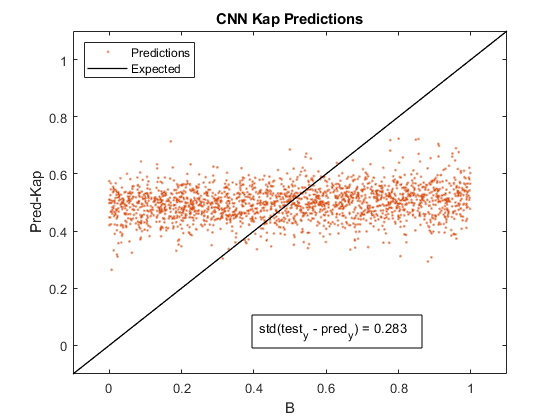 CNN Kap Predictions
Predictions
Expected
Pred-Kap
1
0.8
0.6
0.4
0.2
0
std(test_y - pred_y) = 0.283
0 0.2 0.4 0.6 0.8 1
B